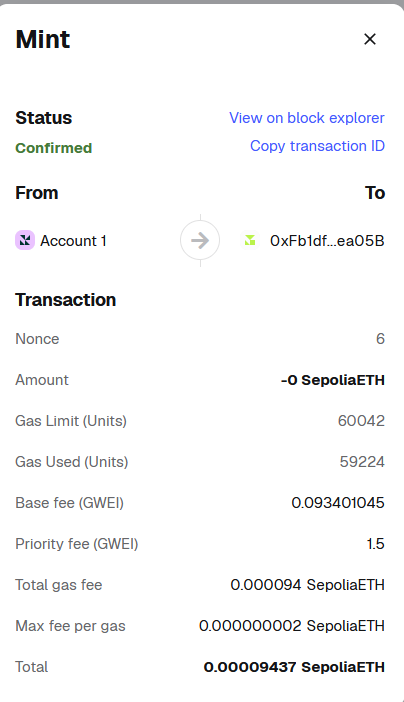 Mint
Status View on block explorer
Confirmed Copy transaction ID
From To
Account 1 0xFb1df...ea05B
Transaction
Nonce 6
Amount -0 SepoliaETH
Gas Limit (Units) 60042
Gas Used (Units) 59224
Base fee (GWEI) 0.093401045
Priority fee (GWEI) 1.5
Total gas fee 0.000094 SepoliaETH
Max fee per gas 0.000000002 SepoliaETH
Total 0.00009437 SepoliaETH